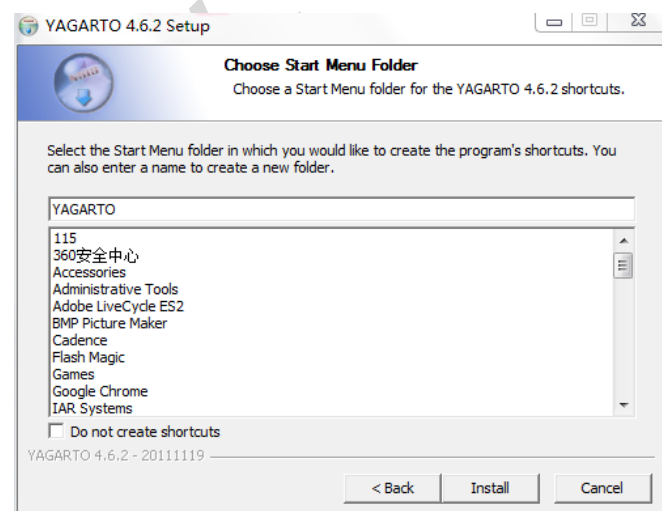 YAGARTO 4.6.2 Setup
Choose Start Menu Folder
Choose a Start Menu folder for the YAGARTO 4.6.2 shortcuts.
Select the Start Menu folder in which you would like to create the program's shortcuts. You
can also enter a name to create a new folder.
YAGARTO
115
360安全中心
Accessories
Administrative Tools
Adobe LiveCycle ES2
BMP Picture Maker
Cadence
Flash Magic
Games
Google Chrome
IAR Systems
Do not create shortcuts
YAGARTO 4.6.2 - 20111119
< Back
Install
Cancel